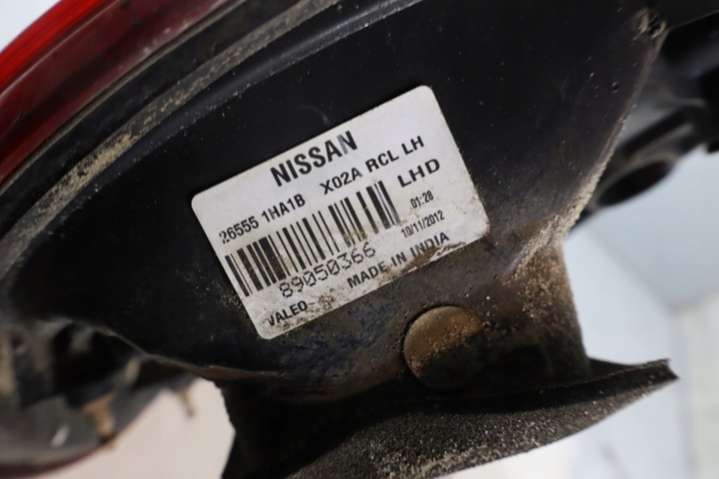 NISSAN
26555 1HA1B X02A RCL LH
LHD
89050366
01:28
10/11/2012
VALEO MADE IN INDIA